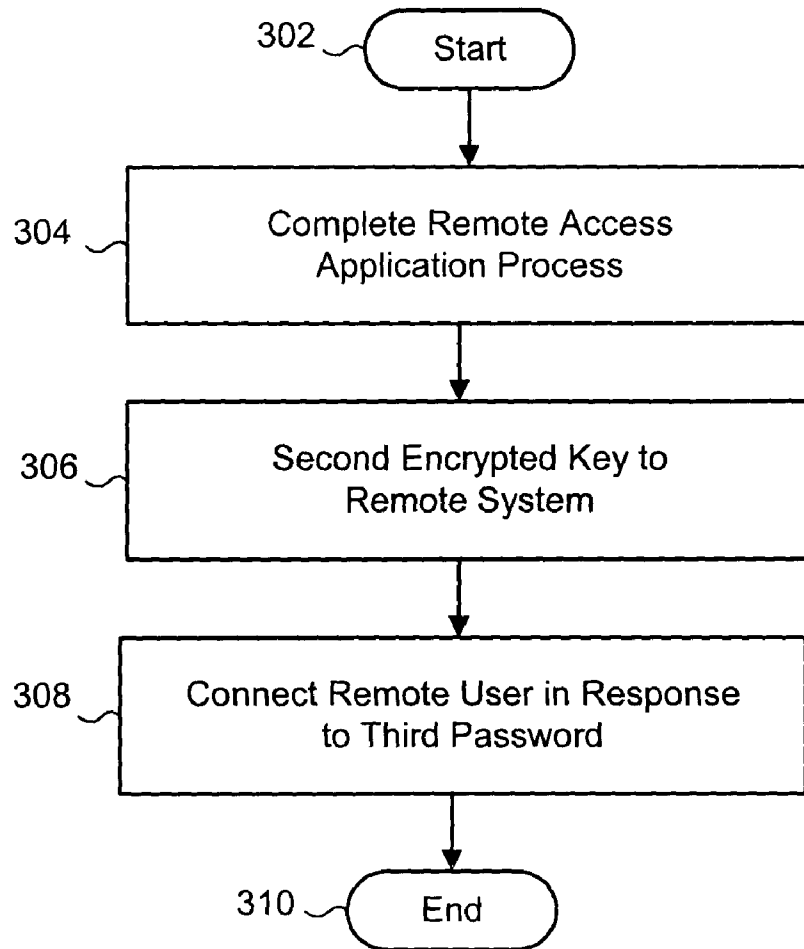 302
Start
304
Complete Remote Access
Application Process
306
Second Encrypted Key to
Remote System
308
Connect Remote User in Response
to Third Password
310
End